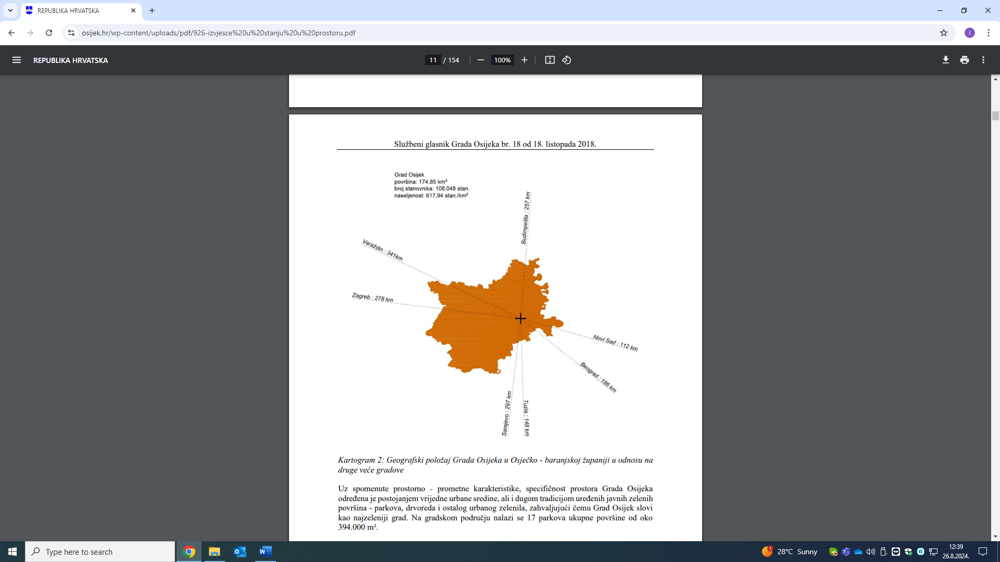 REPUBLIKA HRVATSKA
osijek.hr/wp-content/uploads/pdf/926-izvjesce%20u%20stanju%20u%20prostoru.pdf
I
REPUBLIKA HRVATSKA
11 / 154
100%
Službeni glasnik Grada Osijeka br. 18 od 18. listopada 2018.
Grad Osijek
površina: 174,85 km²
broj stanovnika: 108.048 stan.
naseljenost: 617,94 stan./km²
Budimpešta : 257 km
Varaždin : 341km
Zagreb : 278 km
Novi Sad : 112 km
Beograd : 186 km
Sarajevo : 297 km
Tuzla : 148 km
Kartogram 2: Geografski položaj Grada Osijeka u Osječko - baranjskoj županiji u odnosu na
druge veće gradove
Uz spomenute prostorno - prometne karakteristike, specifičnost prostora Grada Osijeka
određena je postojanjem vrijedne urbane sredine, ali i dugom tradicijom uređenih javnih zelenih
površina - parkova, drvoreda i ostalog urbanog zelenila, zahvaljujući čemu Grad Osijek slovi
kao najzeleniji grad. Na gradskom području nalazi se 17 parkova ukupne površine od oko
394.000 m².
Type here to search
1
28°C Sunny
12:39
26.8.2024.